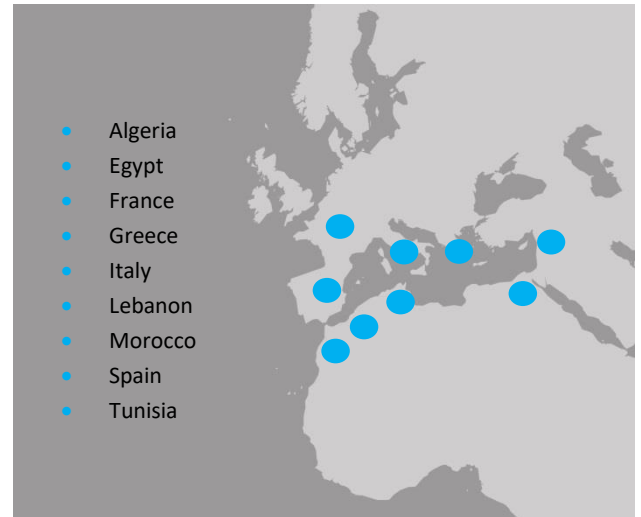 Algeria
Egypt
France
Greece
Italy
Lebanon
Morocco
Spain
Tunisia